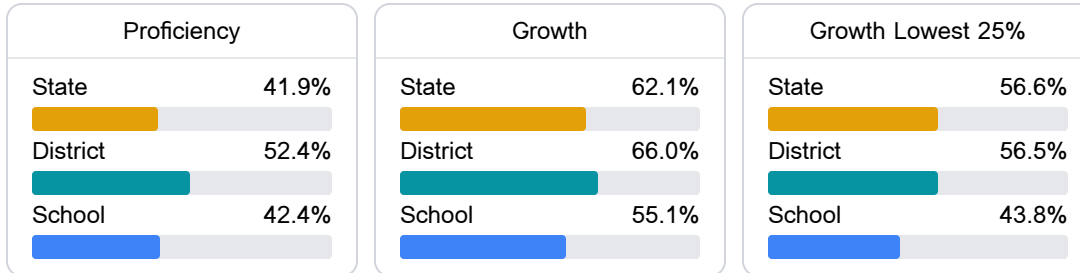 Proficiency
State 41.9%
District 52.4%
School 42.4%
Growth
State 62.1%
District 66.0%
School 55.1%
Growth Lowest 25%
State 56.6%
District 56.5%
School 43.8%